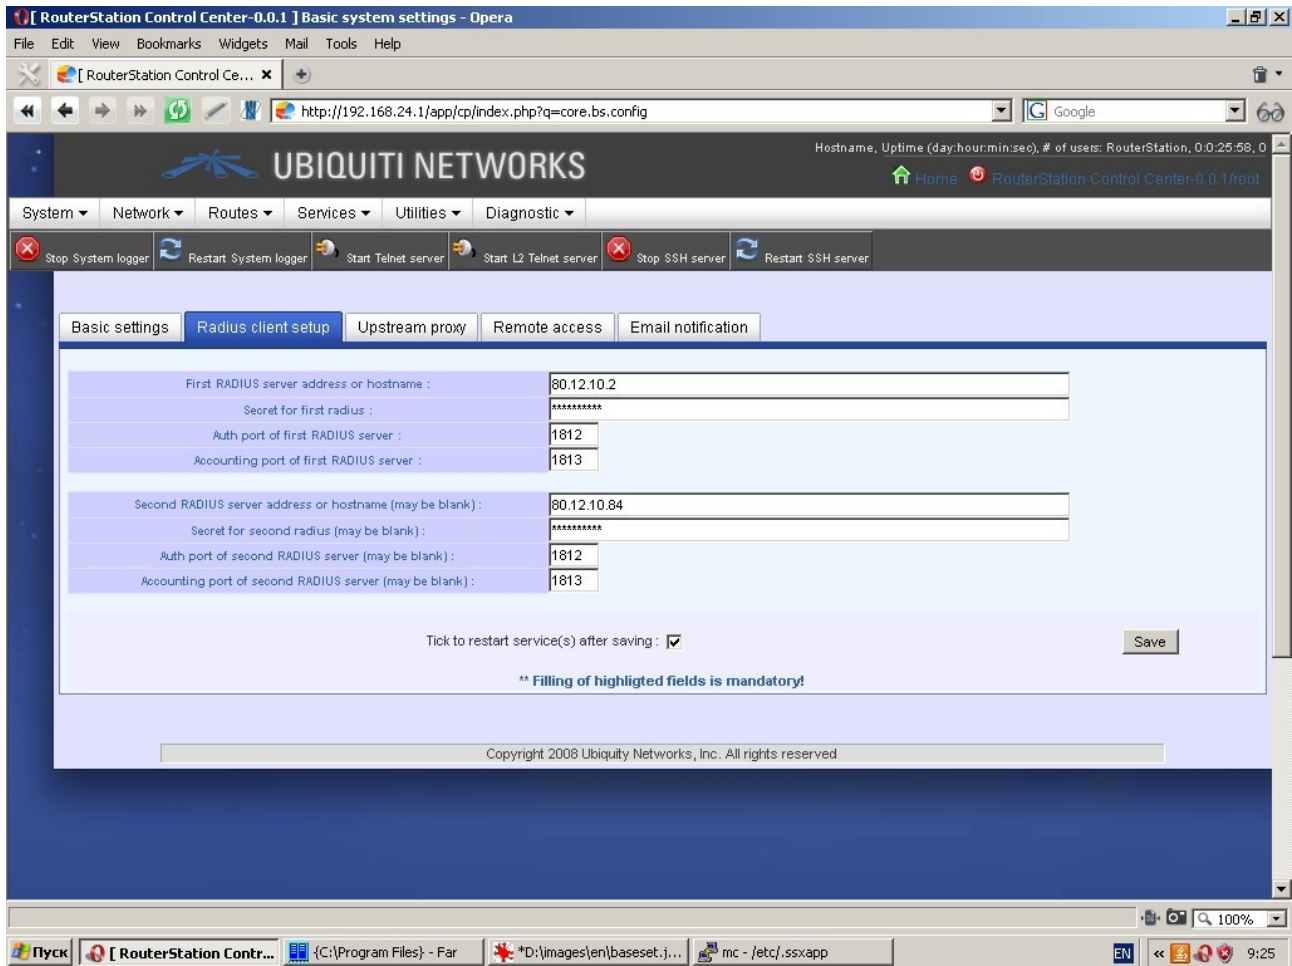 [ RouterStation Control Center-0.0.1 ] Basic system settings - Opera
File Edit View Bookmarks Widgets Mail Tools Help
[ RouterStation Control Ce...
http://192.168.24.1/app/cp/index.php?q=core.bs.config Google
Hostname, Uptime (day:hour:min:sec), # of users: RouterStation, 0:0:25:58, 0
UBIQUITI NETWORKS
Home RouterStation Control Center-0.0.1/root
System Network Routes Services Utilities Diagnostic
Stop System logger Restart System logger Start Telnet server Start L2 Telnet server Stop SSH server Restart SSH server
Basic settings Radius client setup Upstream proxy Remote access Email notification
First RADIUS server address or hostname : 80.12.10.2
Secret for first radius : **********
Auth port of first RADIUS server : 1812
Accounting port of first RADIUS server : 1813
Second RADIUS server address or hostname (may be blank) : 80.12.10.84
Secret for second radius (may be blank) : **********
Auth port of second RADIUS server (may be blank) : 1812
Accounting port of second RADIUS server (may be blank) : 1813
Tick to restart service(s) after saving : Save
** Filling of highligted fields is mandatory!
Copyright 2008 Ubiquity Networks, Inc. All rights reserved
100%
Пуск [ RouterStation Contr... {C:\Program Files} - Far *D:\images\en\baseset.j... mc - /etc/.ssxapp EN « 9:25